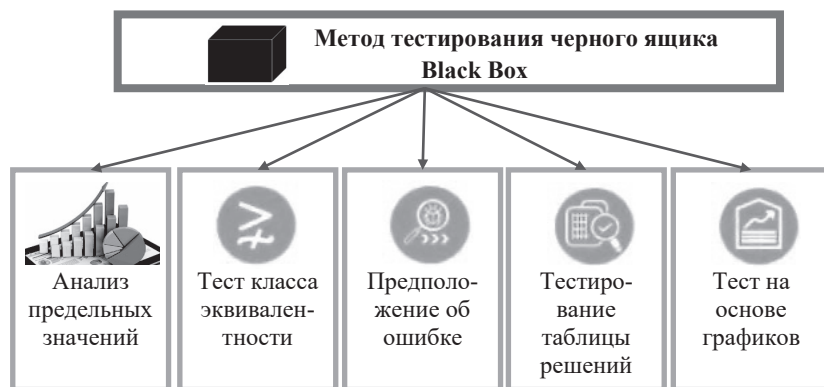 Метод тестирования черного ящика
Black Box
Анализ
предельных
значений
Тест класса
эквивален-
тности
Предполо-
жение об
ошибке
Тестиро-
вание
таблицы
решений
Тест на
основе
графиков